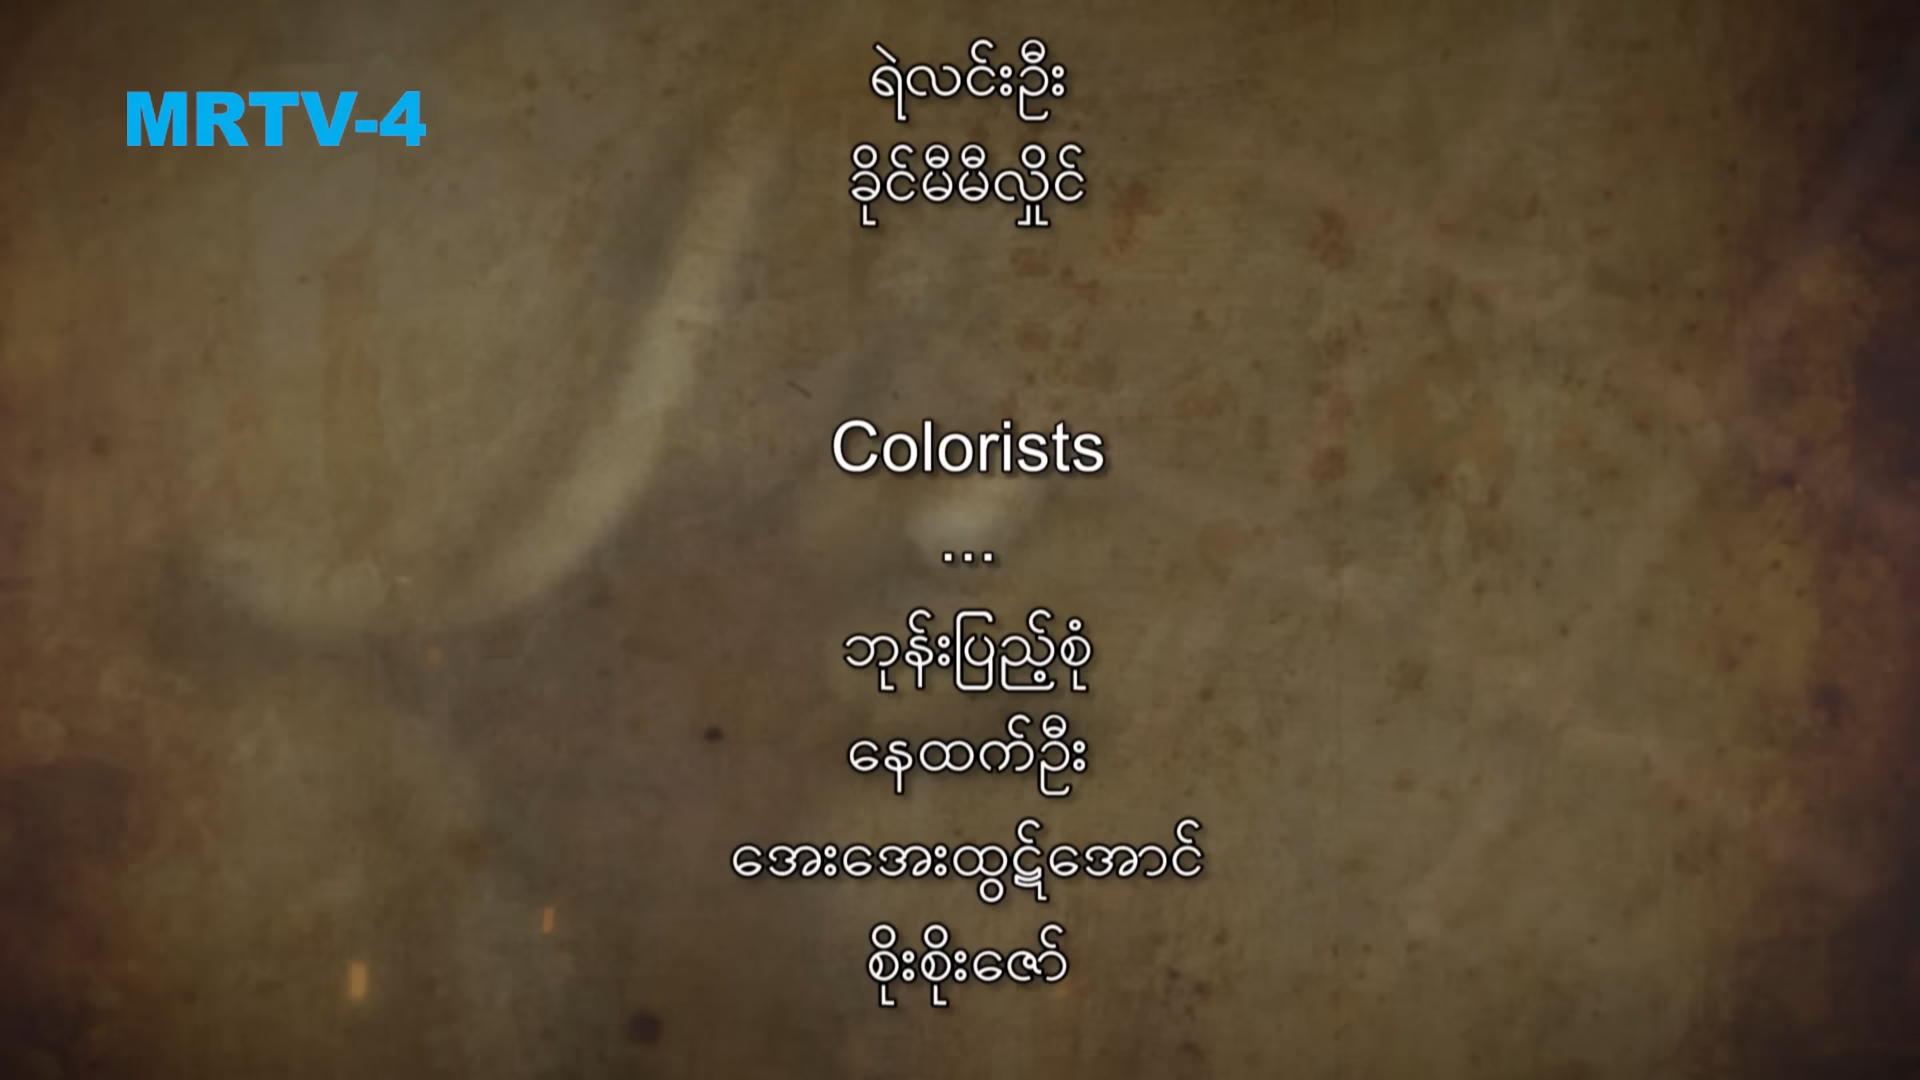 ရဲလင်းဦး
MRTV-4
ခိုင်မီမီလှိုင်
Colorists
...
ဘုန်းပြည့်စုံ
နေထက်ဦး
အေးအေးထွဋ်အောင်
စိုးစိုးဇော်